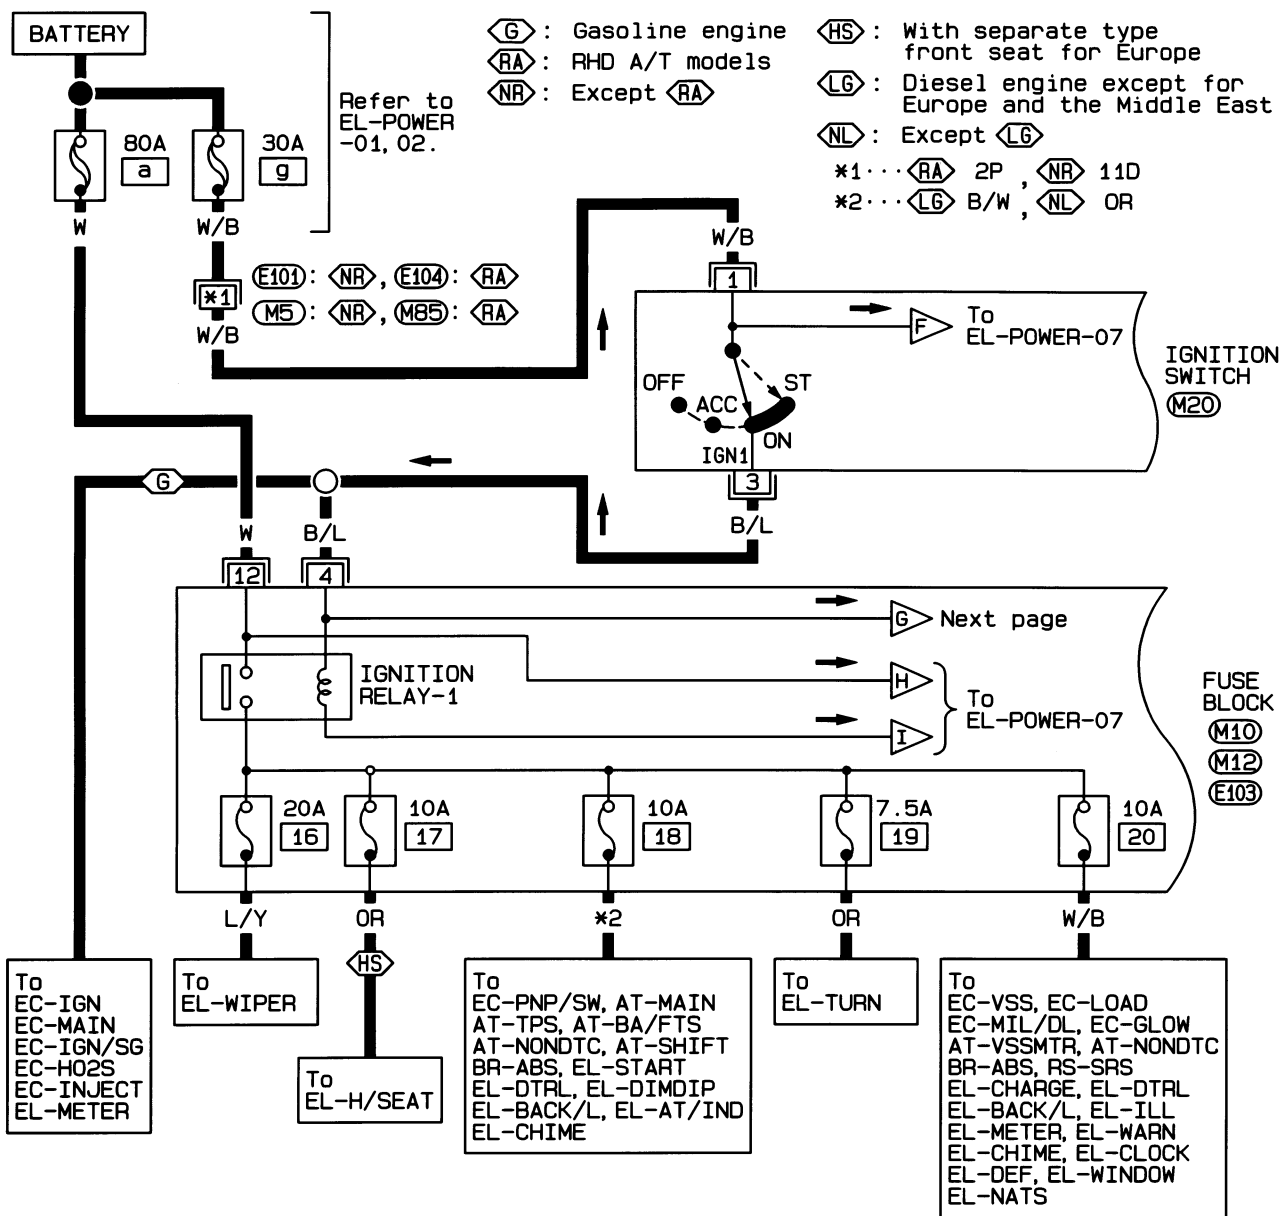 BATTERY
Refer to
EL-POWER
-01, 02.
80A
a
30A
g
W
W/B
G : Gasoline engine
RA : RHD A/T models
NR : Except RA
HS : With separate type
front seat for Europe
LG : Diesel engine except for
Europe and the Middle East
NL : Except LG
*1··· RA 2P , NR 11D
*2··· LG B/W , NL OR
*1
E101 : NR , E104 : RA
M5 : NR , M85 : RA
W/B
W/B
1
F
To
EL-POWER-07
IGNITION
SWITCH
M20
OFF
ACC
ST
ON
IGN1
3
B/L
G
W
B/L
12
4
G
Next page
IGNITION
RELAY-1
H
I
To
EL-POWER-07
FUSE
BLOCK
M10
M12
E103
20A
16
10A
17
10A
18
7.5A
19
10A
20
L/Y
OR
*2
OR
W/B
HS
To
EC-IGN
EC-MAIN
EC-IGN/SG
EC-HO2S
EC-INJECT
EL-METER
To
EL-WIPER
To
EL-H/SEAT
To
EC-PNP/SW, AT-MAIN
AT-TPS, AT-BA/FTS
AT-NONDTC, AT-SHIFT
BR-ABS, EL-START
EL-DTRL, EL-DIMDIP
EL-BACK/L, EL-AT/IND
EL-CHIME
To
EL-TURN
To
EC-VSS, EC-LOAD
EC-MIL/DL, EC-GLOW
AT-VSSMTR, AT-NONDTC
BR-ABS, RS-SRS
EL-CHARGE, EL-DTRL
EL-BACK/L, EL-ILL
EL-METER, EL-WARN
EL-CHIME, EL-CLOCK
EL-DEF, EL-WINDOW
EL-NATS